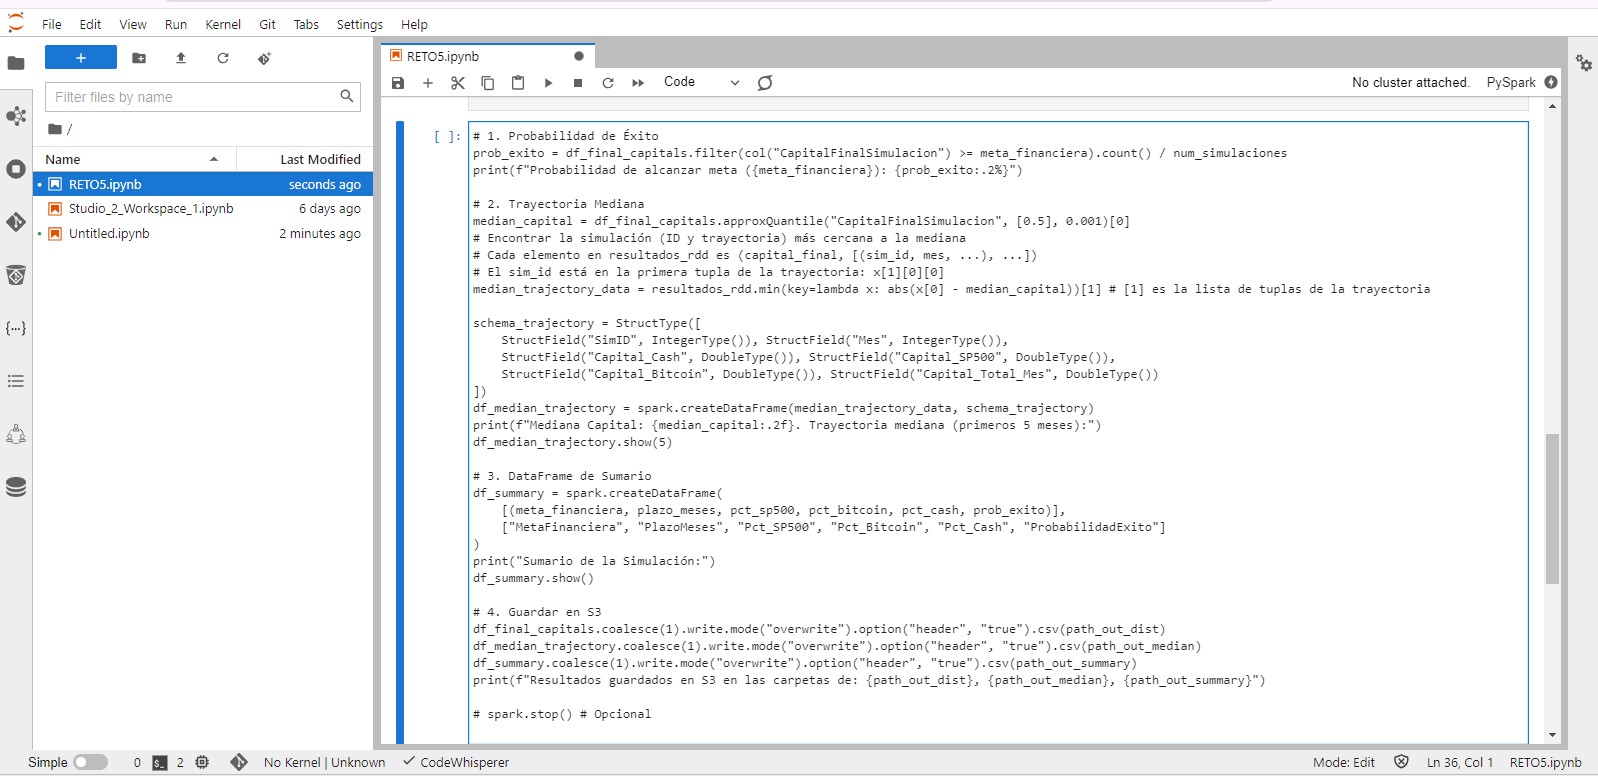 File Edit View Run Kernel Git Tabs Settings Help
+
Filter files by name
/
Name Last Modified
RETO5.ipynb seconds ago
Studio_2_Workspace_1.ipynb 6 days ago
Untitled.ipynb 2 minutes ago
RETO5.ipynb
Code No cluster attached. PySpark
[ ]:
# 1. Probabilidad de Éxito
prob_exito = df_final_capitals.filter(col("CapitalFinalSimulacion") >= meta_financiera).count() / num_simulaciones
print(f"Probabilidad de alcanzar meta ({meta_financiera}): {prob_exito:.2%}")
# 2. Trayectoria Mediana
median_capital = df_final_capitals.approxQuantile("CapitalFinalSimulacion", [0.5], 0.001)[0]
# Encontrar la simulación (ID y trayectoria) más cercana a la mediana
# Cada elemento en resultados_rdd es (capital_final, [(sim_id, mes, ...), ...])
# El sim_id está en la primera tupla de la trayectoria: x[1][0][0]
median_trajectory_data = resultados_rdd.min(key=lambda x: abs(x[0] - median_capital))[1] # [1] es la lista de tuplas de la trayectoria
schema_trajectory = StructType([
    StructField("SimID", IntegerType()), StructField("Mes", IntegerType()),
    StructField("Capital_Cash", DoubleType()), StructField("Capital_SP500", DoubleType()),
    StructField("Capital_Bitcoin", DoubleType()), StructField("Capital_Total_Mes", DoubleType())
])
df_median_trajectory = spark.createDataFrame(median_trajectory_data, schema_trajectory)
print(f"Mediana Capital: {median_capital:.2f}. Trayectoria mediana (primeros 5 meses):")
df_median_trajectory.show(5)
# 3. DataFrame de Sumario
df_summary = spark.createDataFrame(
    [(meta_financiera, plazo_meses, pct_sp500, pct_bitcoin, pct_cash, prob_exito)],
    ["MetaFinanciera", "PlazoMeses", "Pct_SP500", "Pct_Bitcoin", "Pct_Cash", "ProbabilidadExito"]
)
print("Sumario de la Simulación:")
df_summary.show()
# 4. Guardar en S3
df_final_capitals.coalesce(1).write.mode("overwrite").option("header", "true").csv(path_out_dist)
df_median_trajectory.coalesce(1).write.mode("overwrite").option("header", "true").csv(path_out_median)
df_summary.coalesce(1).write.mode("overwrite").option("header", "true").csv(path_out_summary)
print(f"Resultados guardados en S3 en las carpetas de: {path_out_dist}, {path_out_median}, {path_out_summary}")
# spark.stop() # Opcional
Simple 0 2 No Kernel | Unknown CodeWhisperer Mode: Edit Ln 36, Col 1 RETO5.ipynb